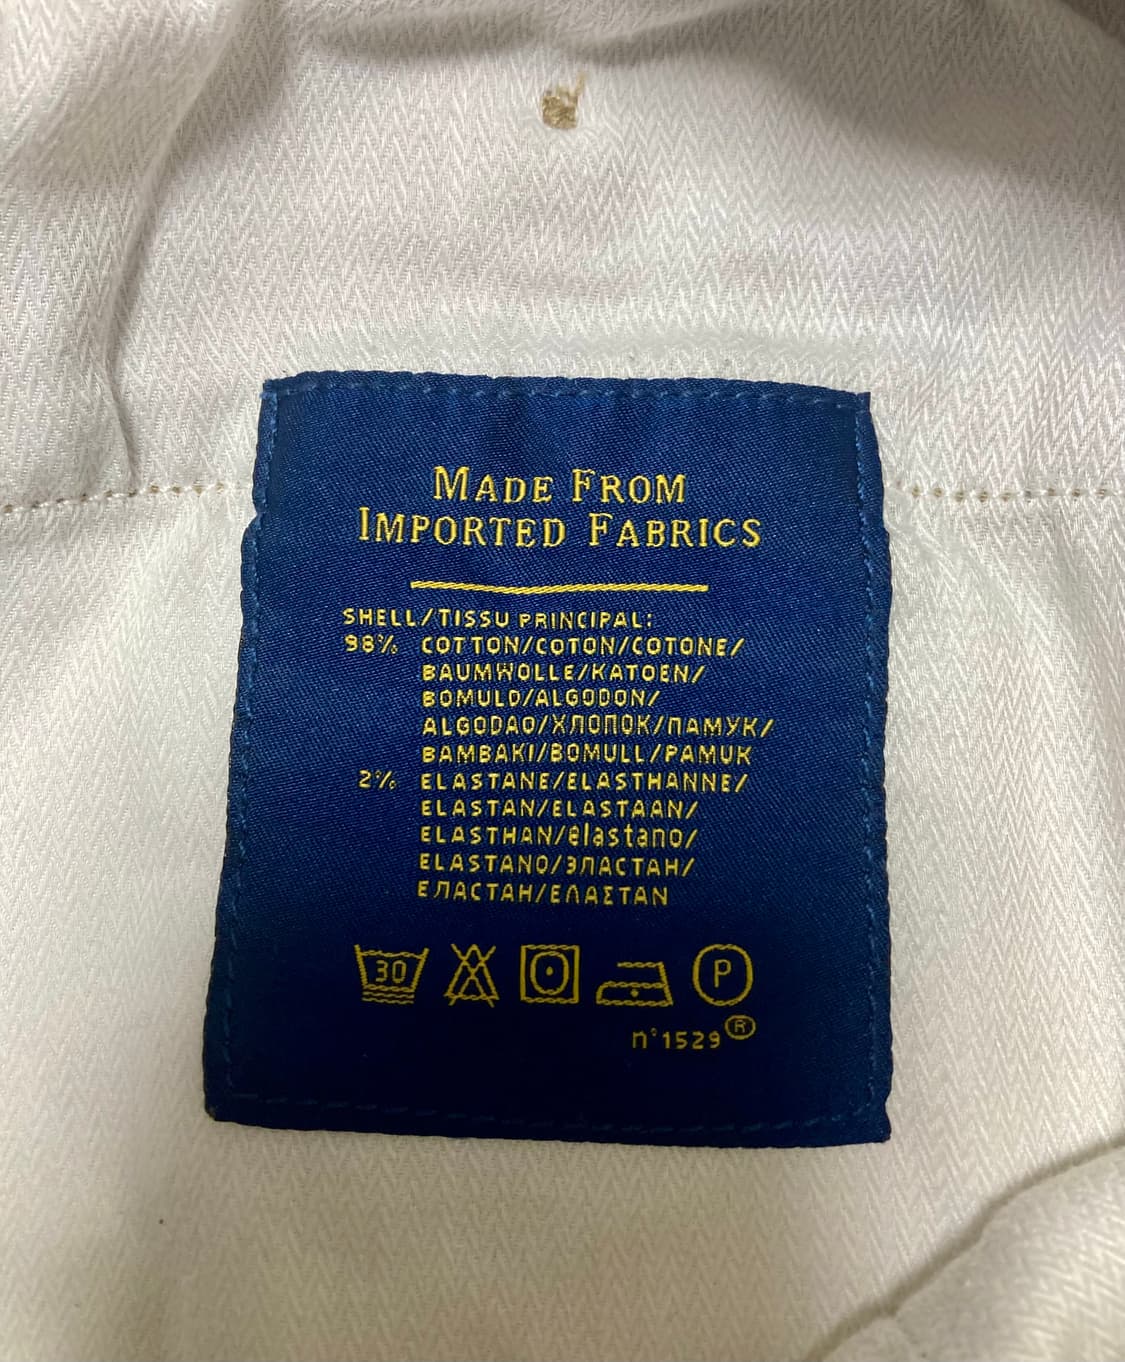 MADE FROM
IMPORTED FABRICS
SHELL/TISSU PRINCIPAL:
98% COTTON/COTON/COTONE/
BAUMWOLLE/KATOEN/
BOMULD/ALGODON/
ALGODAO/ХЛОПОК/ПАМУК/
BAMBAKI/BOMULL/PAMUK
2% ELASTANE/ELASTHANNE/
ELASTAN/ELASTAAN/
ELASTHAN/elastano/
ELASTANO/ЭЛАСТАН/
ЕЛАСТАН/ΕΛΑΣΤΑΝ
30
P
n°1529®